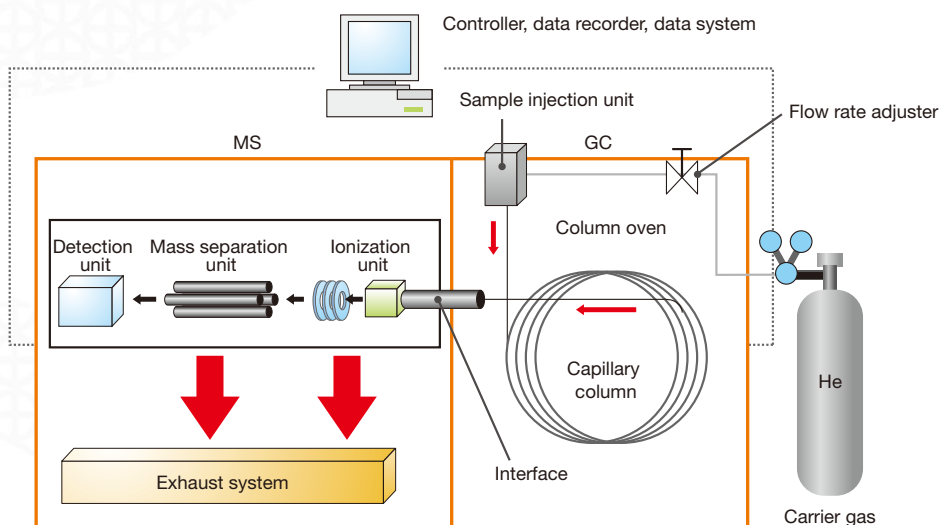 Controller, data recorder, data system
Sample injection unit
Flow rate adjuster
MS
GC
Detection
unit
Mass separation
unit
Ionization
unit
Column oven
Capillary
column
He
Interface
Exhaust system
Carrier gas